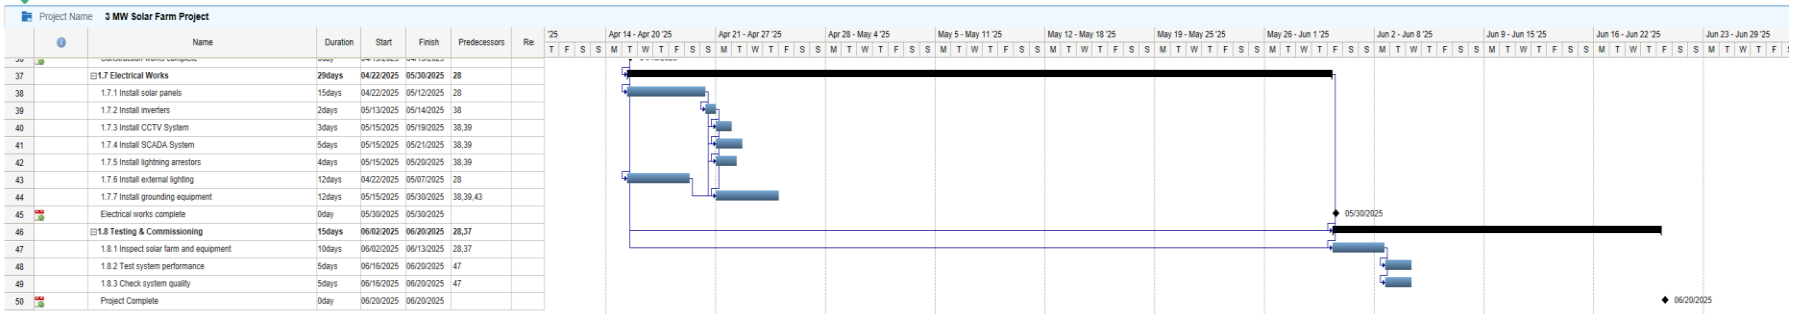 Project Name 3 MW Solar Farm Project
Name Duration Start Finish Predecessors Re '25 Apr 14 - Apr 20 '25 Apr 21 - Apr 27 '25 Apr 28 - May 4 '25 May 5 - May 11 '25 May 12 - May 18 '25 May 19 - May 25 '25 May 26 - Jun 1 '25 Jun 2 - Jun 8 '25 Jun 9 - Jun 15 '25 Jun 16 - Jun 22 '25 Jun 23 - Jun 29 '25
T F S S M T W T F S S M T W T F S S M T W T F S S M T W T F S S M T W T F S S M T W T F S S M T W T F S S M T W T F S S M T W T F S S M T W T F S S M T W T F
37 1.7 Electrical Works 29days 04/22/2025 05/30/2025 28
38 1.7.1 Install solar panels 15days 04/22/2025 05/12/2025 28
39 1.7.2 Install inverters 2days 05/13/2025 05/14/2025 38
40 1.7.3 Install CCTV System 3days 05/15/2025 05/19/2025 38,39
41 1.7.4 Install SCADA System 5days 05/15/2025 05/21/2025 38,39
42 1.7.5 Install lightning arrestors 4days 05/15/2025 05/20/2025 38,39
43 1.7.6 Install external lighting 12days 04/22/2025 05/07/2025 28
44 1.7.7 Install grounding equipment 12days 05/15/2025 05/30/2025 38,39,43
45 Electrical works complete 0day 05/30/2025 05/30/2025 05/30/2025
46 1.8 Testing & Commissioning 15days 06/02/2025 06/20/2025 28,37
47 1.8.1 Inspect solar farm and equipment 10days 06/02/2025 06/13/2025 28,37
48 1.8.2 Test system performance 5days 06/16/2025 06/20/2025 47
49 1.8.3 Check system quality 5days 06/16/2025 06/20/2025 47
50 Project Complete 0day 06/20/2025 06/20/2025 06/20/2025